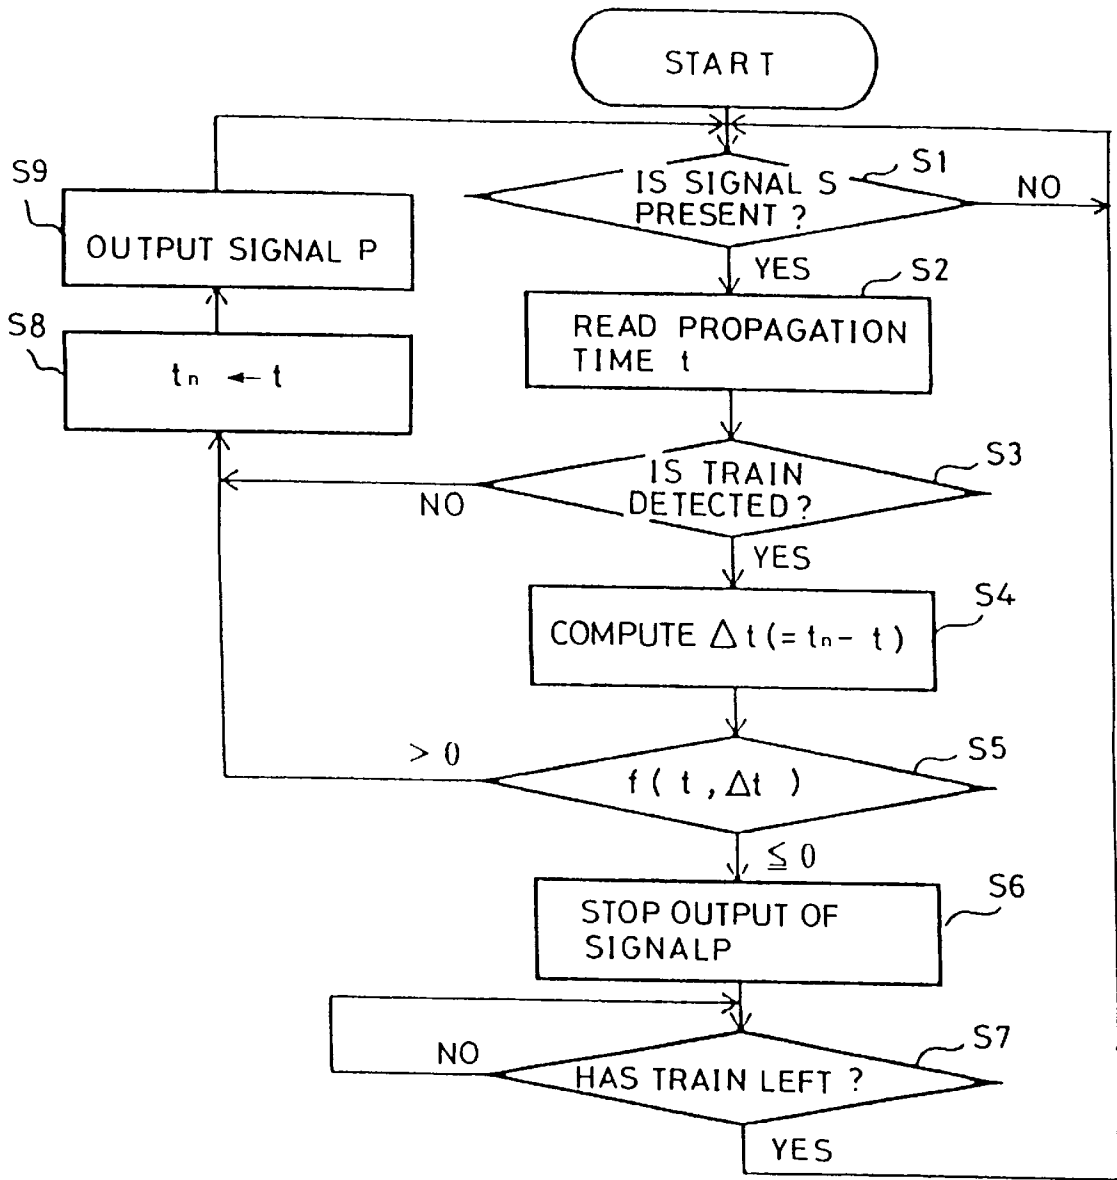 START
S1
IS SIGNAL S
PRESENT ?
NO
YES
S2
READ PROPAGATION
TIME t
S3
IS TRAIN
DETECTED ?
NO
YES
S4
COMPUTE Δt (= tn - t)
S5
f ( t , Δt )
> 0
≦ 0
S6
STOP OUTPUT OF
SIGNALP
S7
HAS TRAIN LEFT ?
NO
YES
S8
tn ← t
S9
OUTPUT SIGNAL P